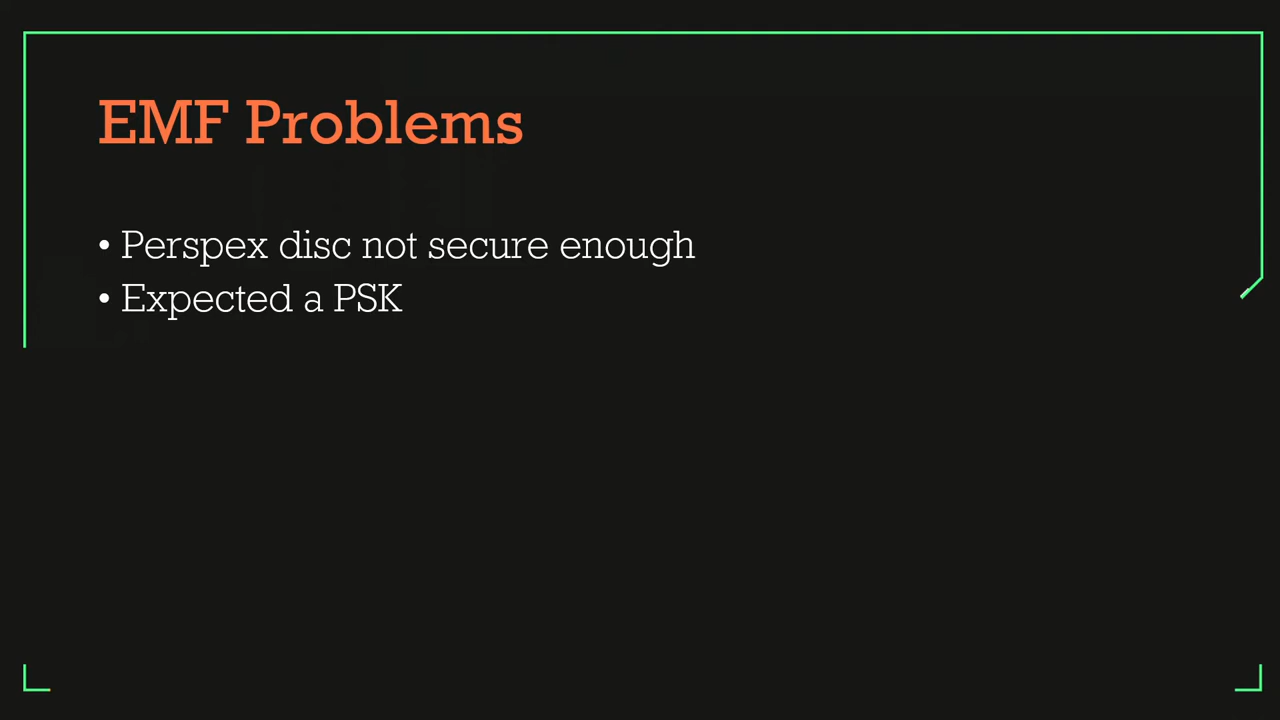 EMF Problems
• Perspex disc not secure enough
• Expected a PSK